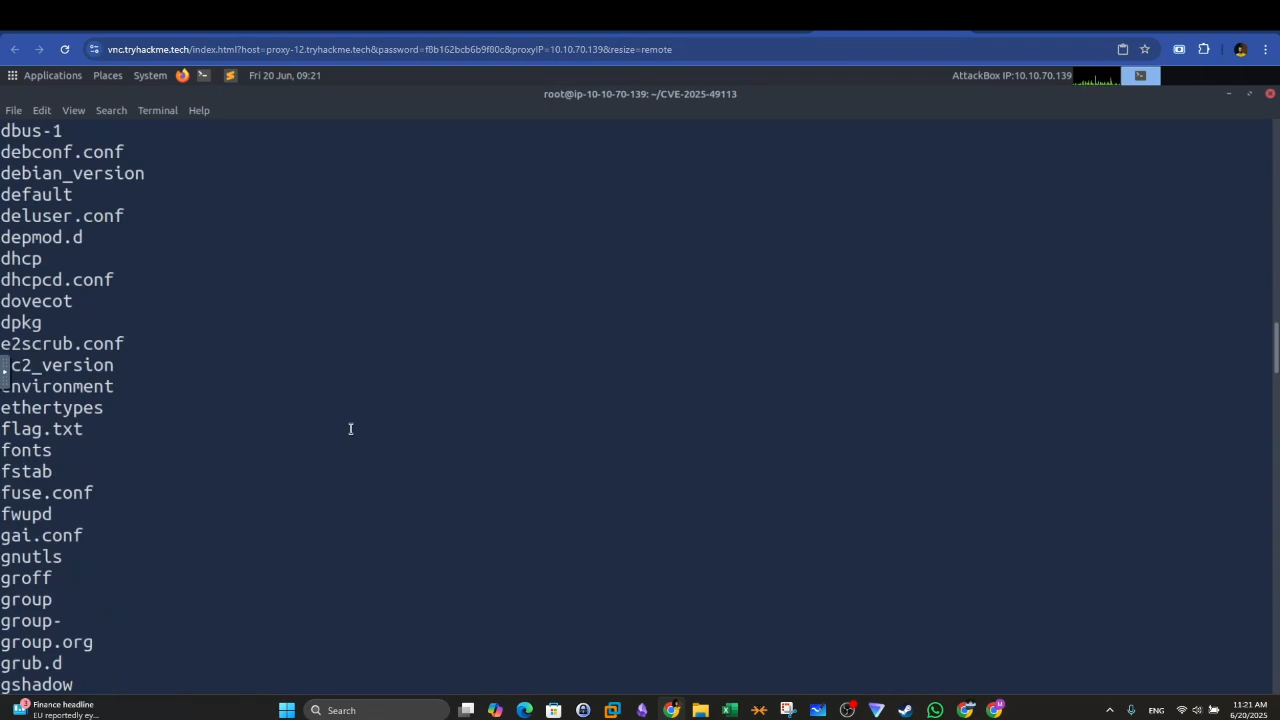 vnc.tryhackme.tech/index.html?host=proxy-12.tryhackme.tech&password=f8b162bcb6b9f80c&proxyIP=10.10.70.139&resize=remote
Applications Places System Fri 20 Jun, 09:21 AttackBox IP:10.10.70.139
root@ip-10-10-70-139: ~/CVE-2025-49113
File Edit View Search Terminal Help
dbus-1
debconf.conf
debian_version
default
deluser.conf
depmod.d
dhcp
dhcpcd.conf
dovecot
dpkg
e2scrub.conf
c2_version
environment
ethertypes
flag.txt
fonts
fstab
fuse.conf
fwupd
gai.conf
gnutls
groff
group
group-
group.org
grub.d
gshadow
Finance headline
EU reportedly ey...
Search
ENG
11:21 AM
6/20/2025